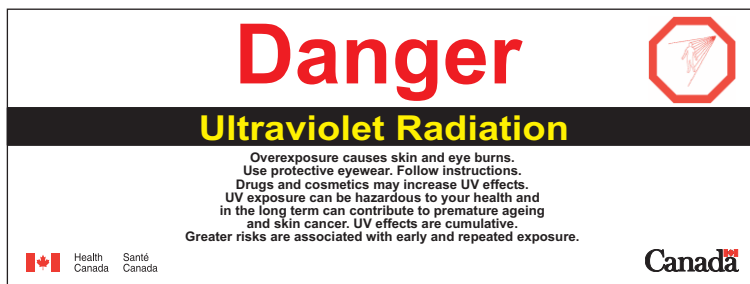 Danger
Ultraviolet Radiation
Overexposure causes skin and eye burns.
Use protective eyewear. Follow instructions.
Drugs and cosmetics may increase UV effects.
UV exposure can be hazardous to your health and
in the long term can contribute to premature ageing
and skin cancer. UV effects are cumulative.
Greater risks are associated with early and repeated exposure.
Health Santé
Canada Canada
Canada